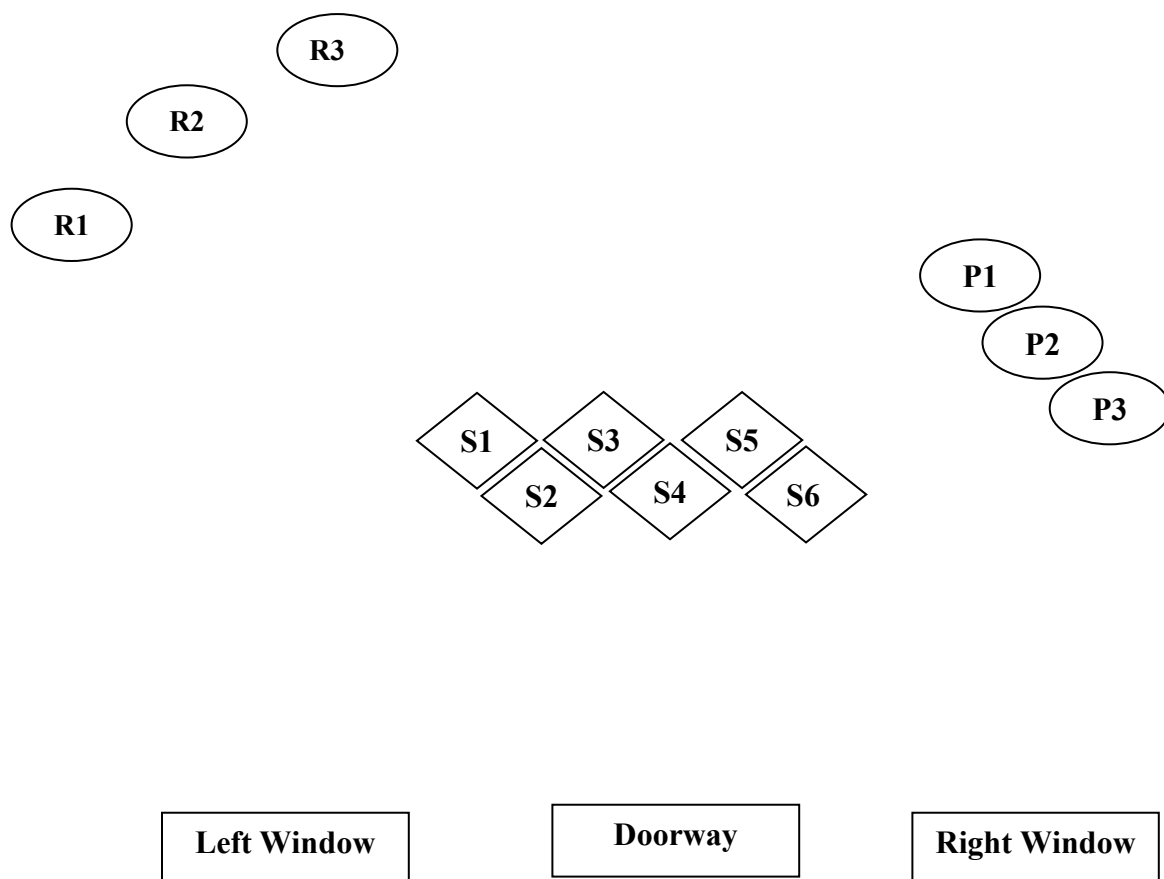 R3
R2
R1
P1
P2
P3
S1 S3 S5
S2 S4 S6
Left Window Doorway Right Window